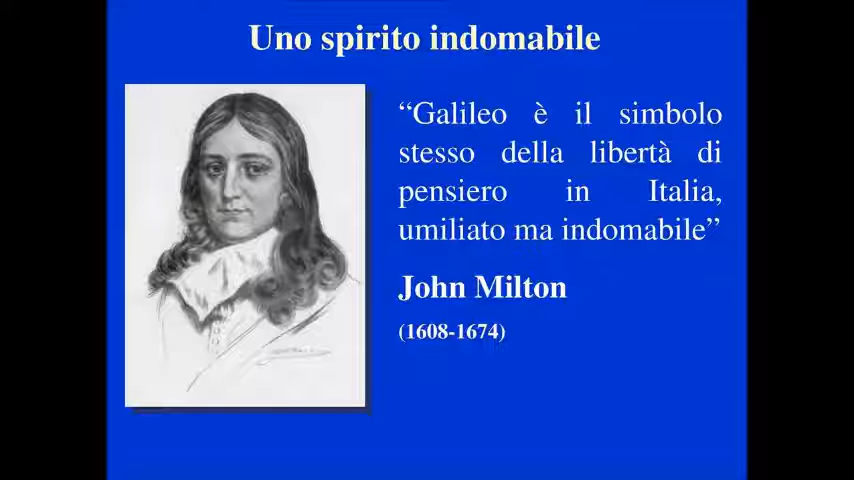 Uno spirito indomabile
“Galileo è il simbolo
stesso della libertà di
pensiero in Italia,
umiliato ma indomabile”
John Milton
(1608-1674)